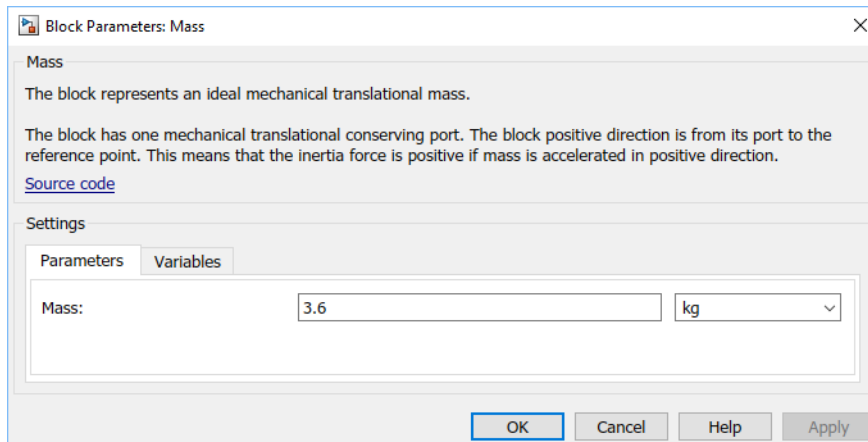 Block Parameters: Mass
Mass
The block represents an ideal mechanical translational mass.
The block has one mechanical translational conserving port. The block positive direction is from its port to the
reference point. This means that the inertia force is positive if mass is accelerated in positive direction.
Source code
Settings
Parameters Variables
Mass: 3.6 kg
OK Cancel Help Apply